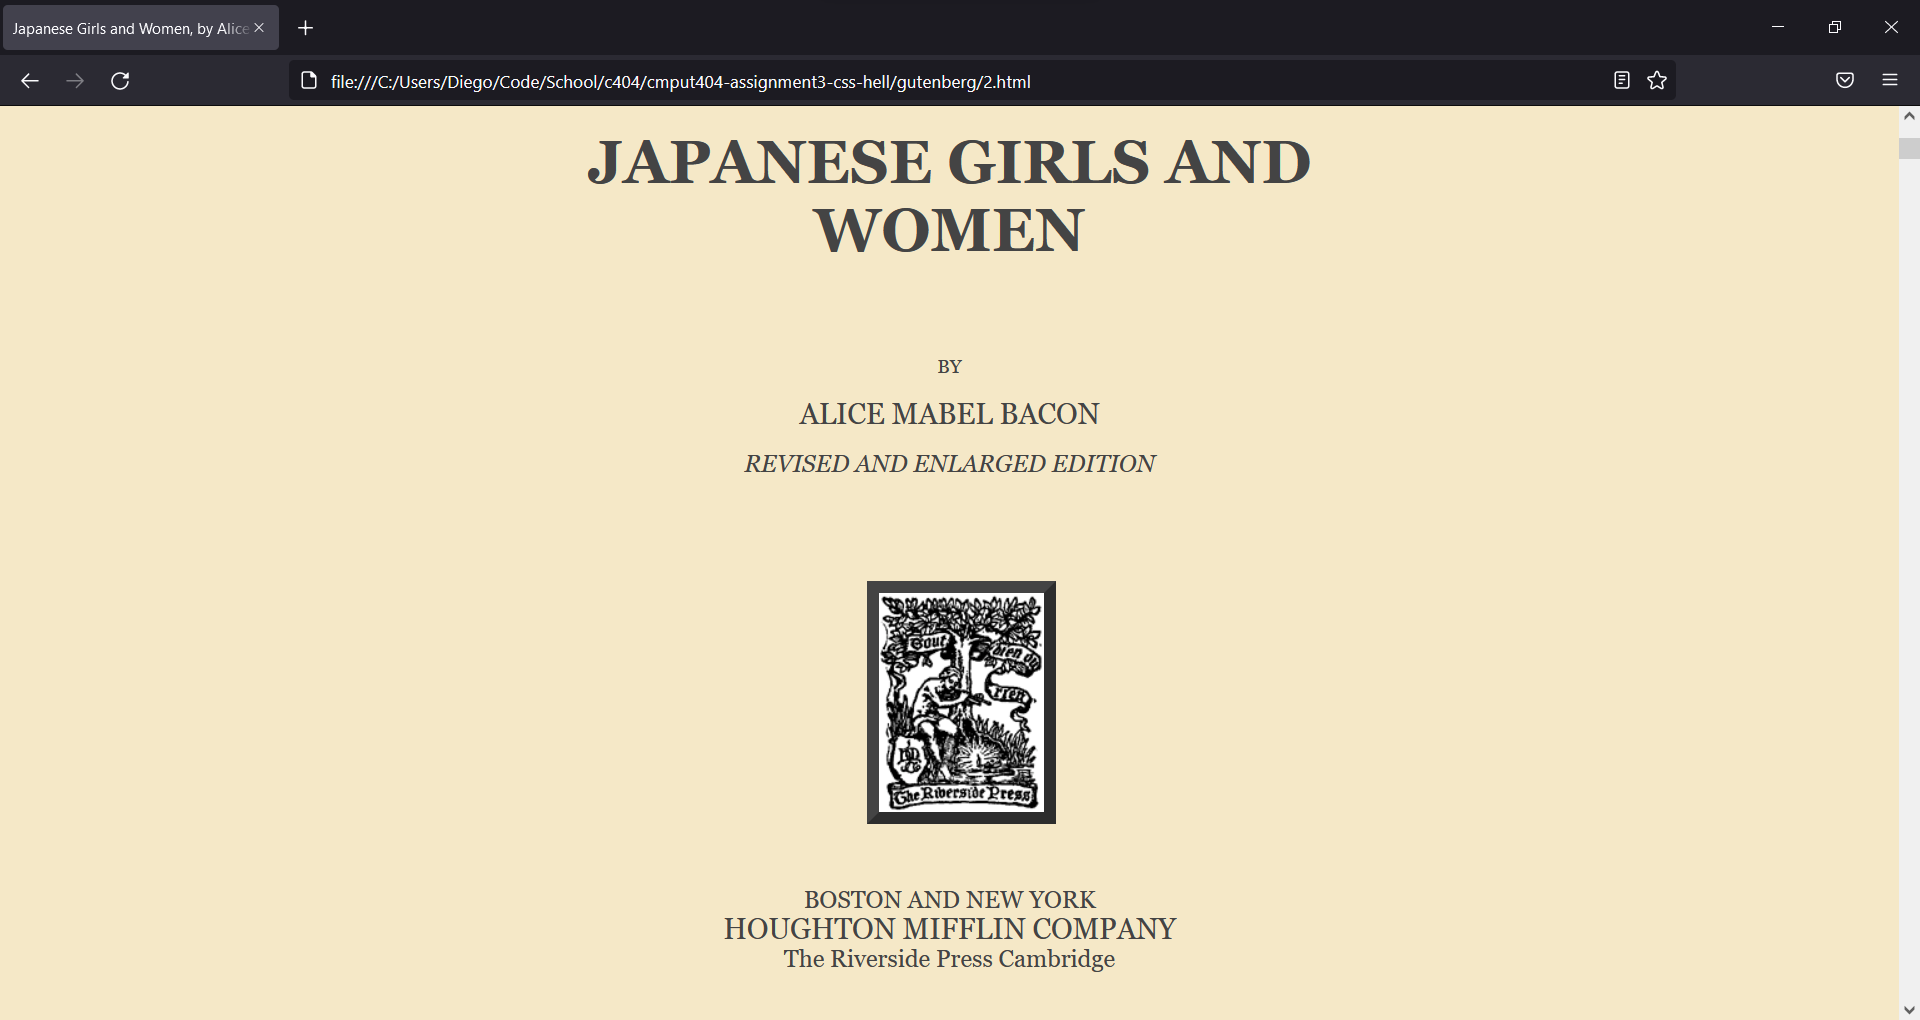 Japanese Girls and Women, by Alice
file:///C:/Users/Diego/Code/School/c404/cmput404-assignment3-css-hell/gutenberg/2.html
JAPANESE GIRLS AND
WOMEN
BY
ALICE MABEL BACON
REVISED AND ENLARGED EDITION
Tout
bien ou
rien
The Riverside Press
BOSTON AND NEW YORK
HOUGHTON MIFFLIN COMPANY
The Riverside Press Cambridge